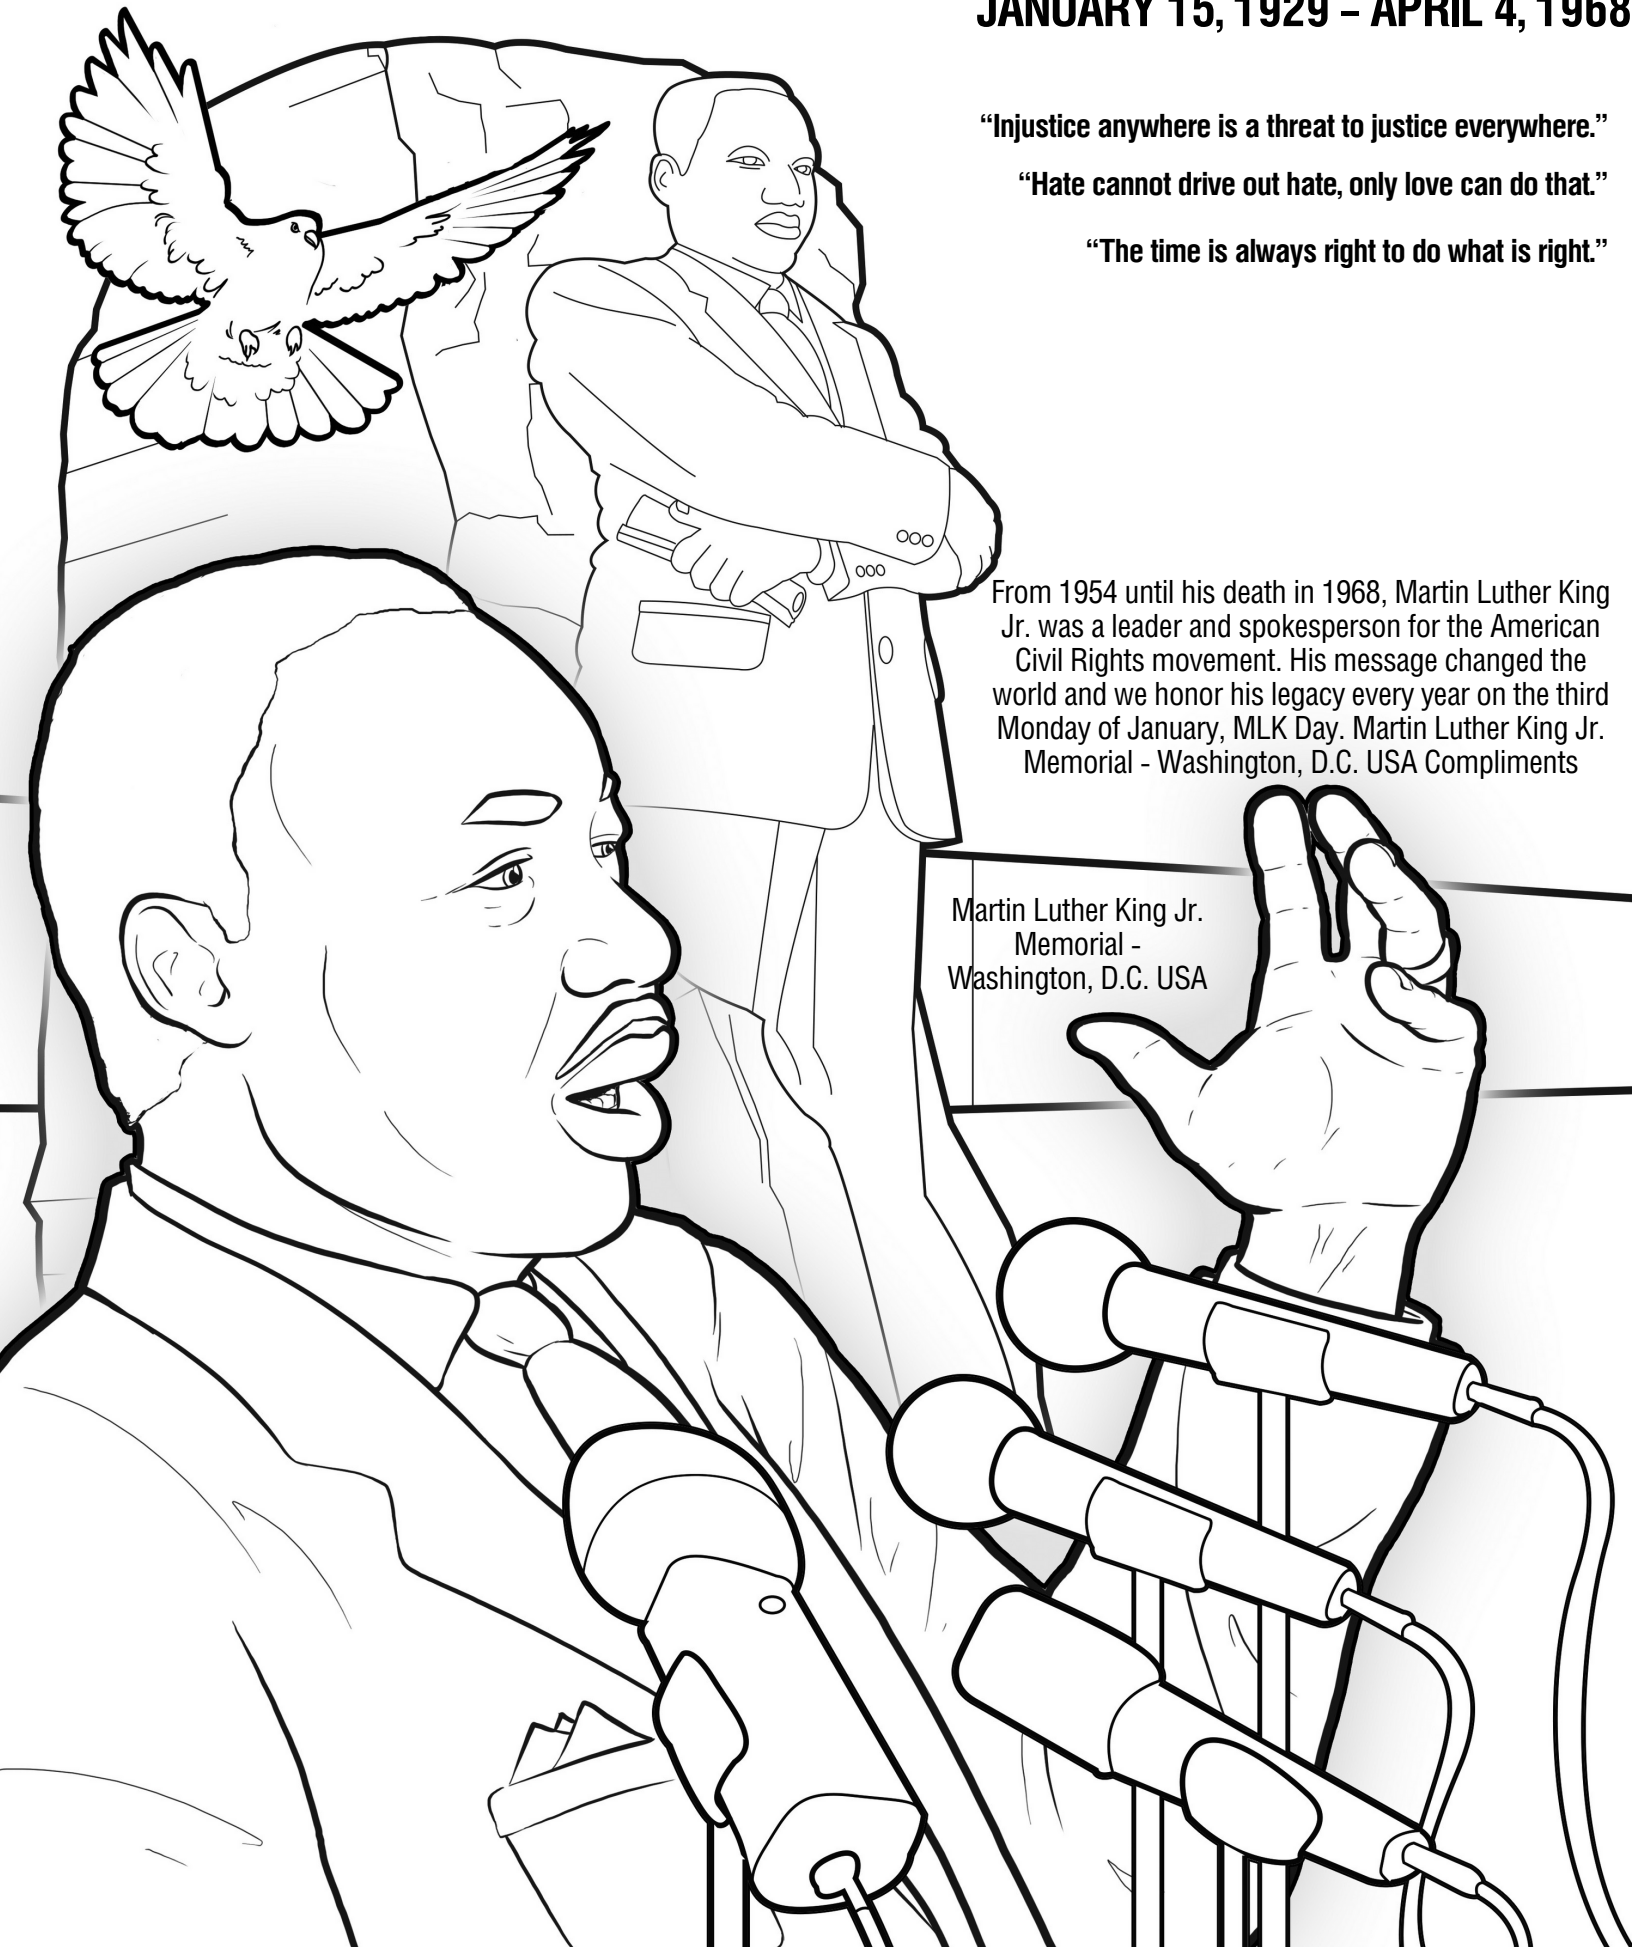 JANUARY 15, 1929 – APRIL 4, 1968
“Injustice anywhere is a threat to justice everywhere.”
“Hate cannot drive out hate, only love can do that.”
“The time is always right to do what is right.”
From 1954 until his death in 1968, Martin Luther King
Jr. was a leader and spokesperson for the American
Civil Rights movement. His message changed the
world and we honor his legacy every year on the third
Monday of January, MLK Day. Martin Luther King Jr.
Memorial - Washington, D.C. USA Compliments
Martin Luther King Jr.
Memorial -
Washington, D.C. USA